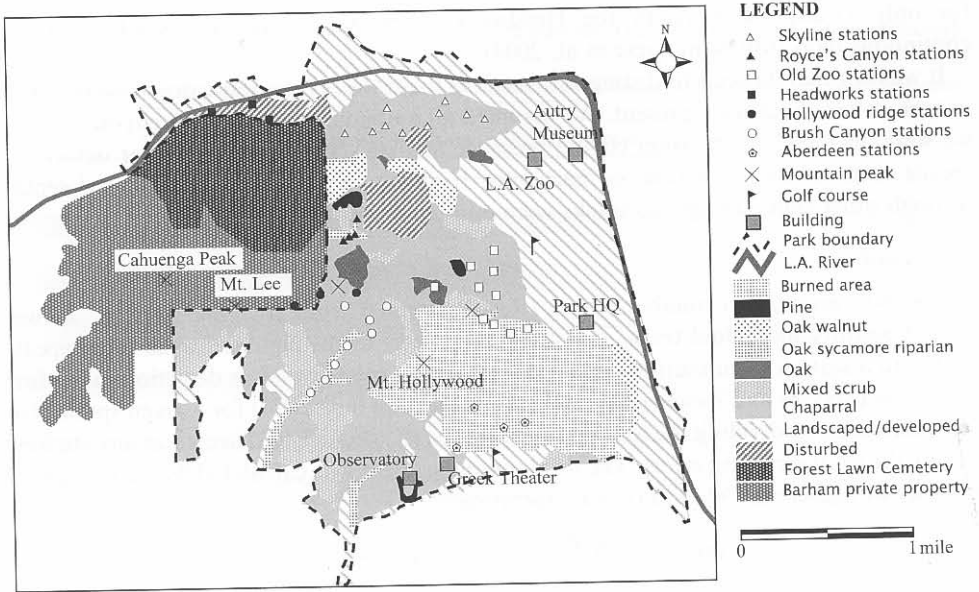 N
Autry
Museum
L.A. Zoo
Cahuenga Peak
Mt. Lee
Park HQ
Mt. Hollywood
Observatory
Greek Theater
LEGEND
Skyline stations
Royce's Canyon stations
Old Zoo stations
Headworks stations
Hollywood ridge stations
Brush Canyon stations
Aberdeen stations
Mountain peak
Golf course
Building
Park boundary
L.A. River
Burned area
Pine
Oak walnut
Oak sycamore riparian
Oak
Mixed scrub
Chaparral
Landscaped/developed
Disturbed
Forest Lawn Cemetery
Barham private property
0 1 mile